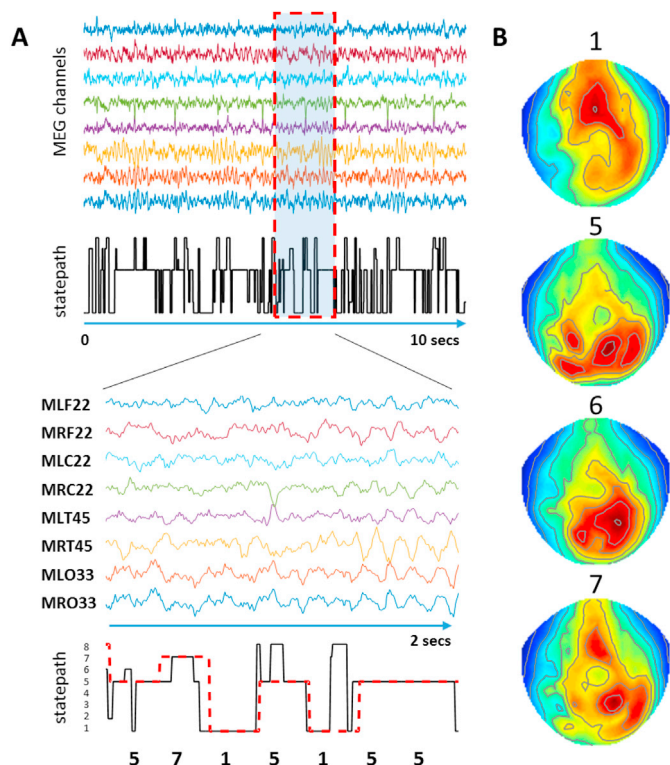 A
B
MEG channels
statepath
0
10 secs
MLF22
MRF22
MLC22
MRC22
MLT45
MRT45
MLO33
MRO33
2 secs
statepath
8
7
6
5
4
3
2
1
5 7 1 5 1 5 5
1
5
6
7